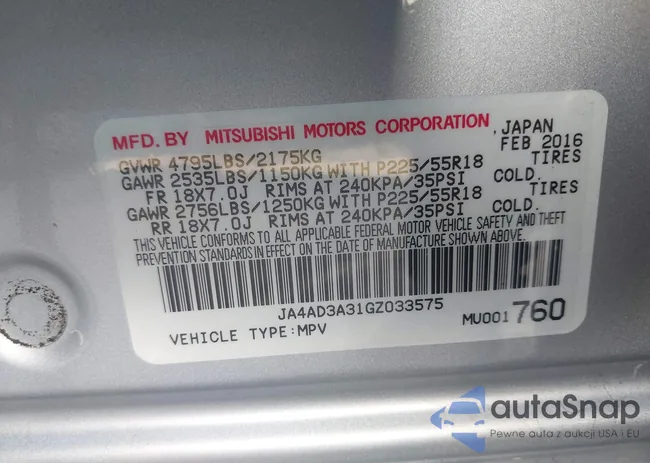 MFD. BY MITSUBISHI MOTORS CORPORATION, JAPAN
GVWR 4795LBS/2175KG FEB 2016
GAWR 2535LBS/1150KG WITH P225/55R18 TIRES
FR 18X7.0J RIMS AT 240KPA/35PSI COLD.
GAWR 2756LBS/1250KG WITH P225/55R18 TIRES
RR 18X7.0J RIMS AT 240KPA/35PSI COLD.
THIS VEHICLE CONFORMS TO ALL APPLICABLE FEDERAL MOTOR VEHICLE SAFETY AND THEFT
PREVENTION STANDARDS IN EFFECT ON THE DATE OF MANUFACTURE SHOWN ABOVE.
JA4AD3A31GZ033575
VEHICLE TYPE:MPV MU001760
autoSnap
Pewne auta z aukcji USA i EU